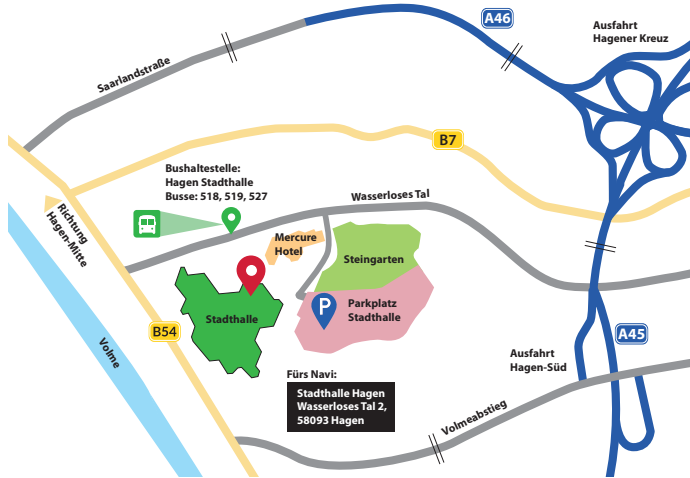 A46
Ausfahrt
Hagener Kreuz
Saarlandstraße
B7
Bushaltestelle:
Hagen Stadthalle
Busse: 518, 519, 527
Wasserloses Tal
Richtung
Hagen-Mitte
Mercure
Hotel
Steingarten
Stadthalle
P
Parkplatz
Stadthalle
B54
Volme
A45
Ausfahrt
Hagen-Süd
Fürs Navi:
Stadthalle Hagen
Wasserloses Tal 2,
58093 Hagen
Volmeabstieg